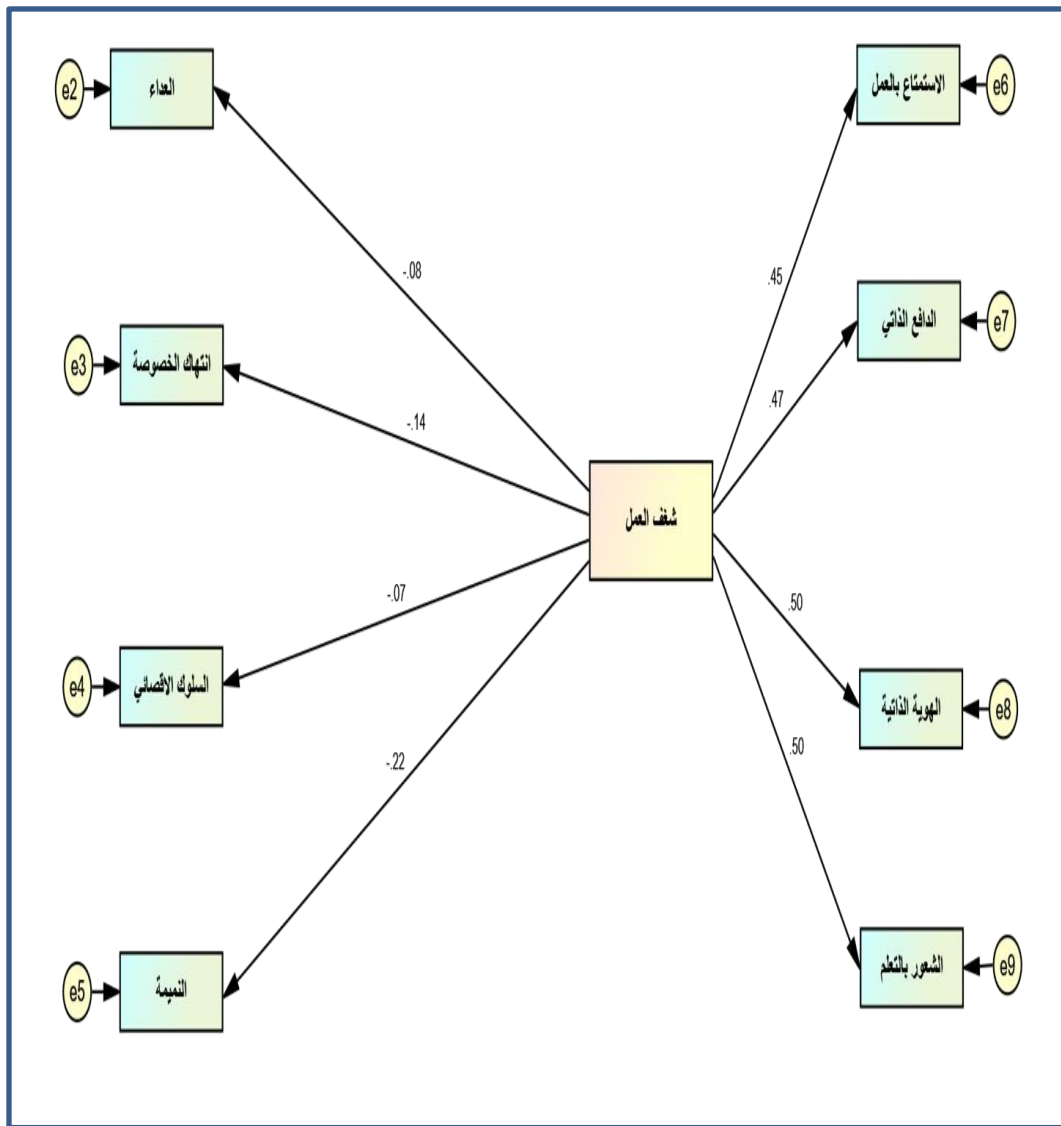 e2
العداء
الاستمتاع بالعمل
e6
-.08
.45
e3
انتهاك الخصوصة
الدافع الذاتي
e7
-.14
.47
شغف العمل
-.07
.50
e4
السلوك الاقصائي
الهوية الذاتية
e8
-.22
.50
e5
النميمة
الشعور بالتعلم
e9